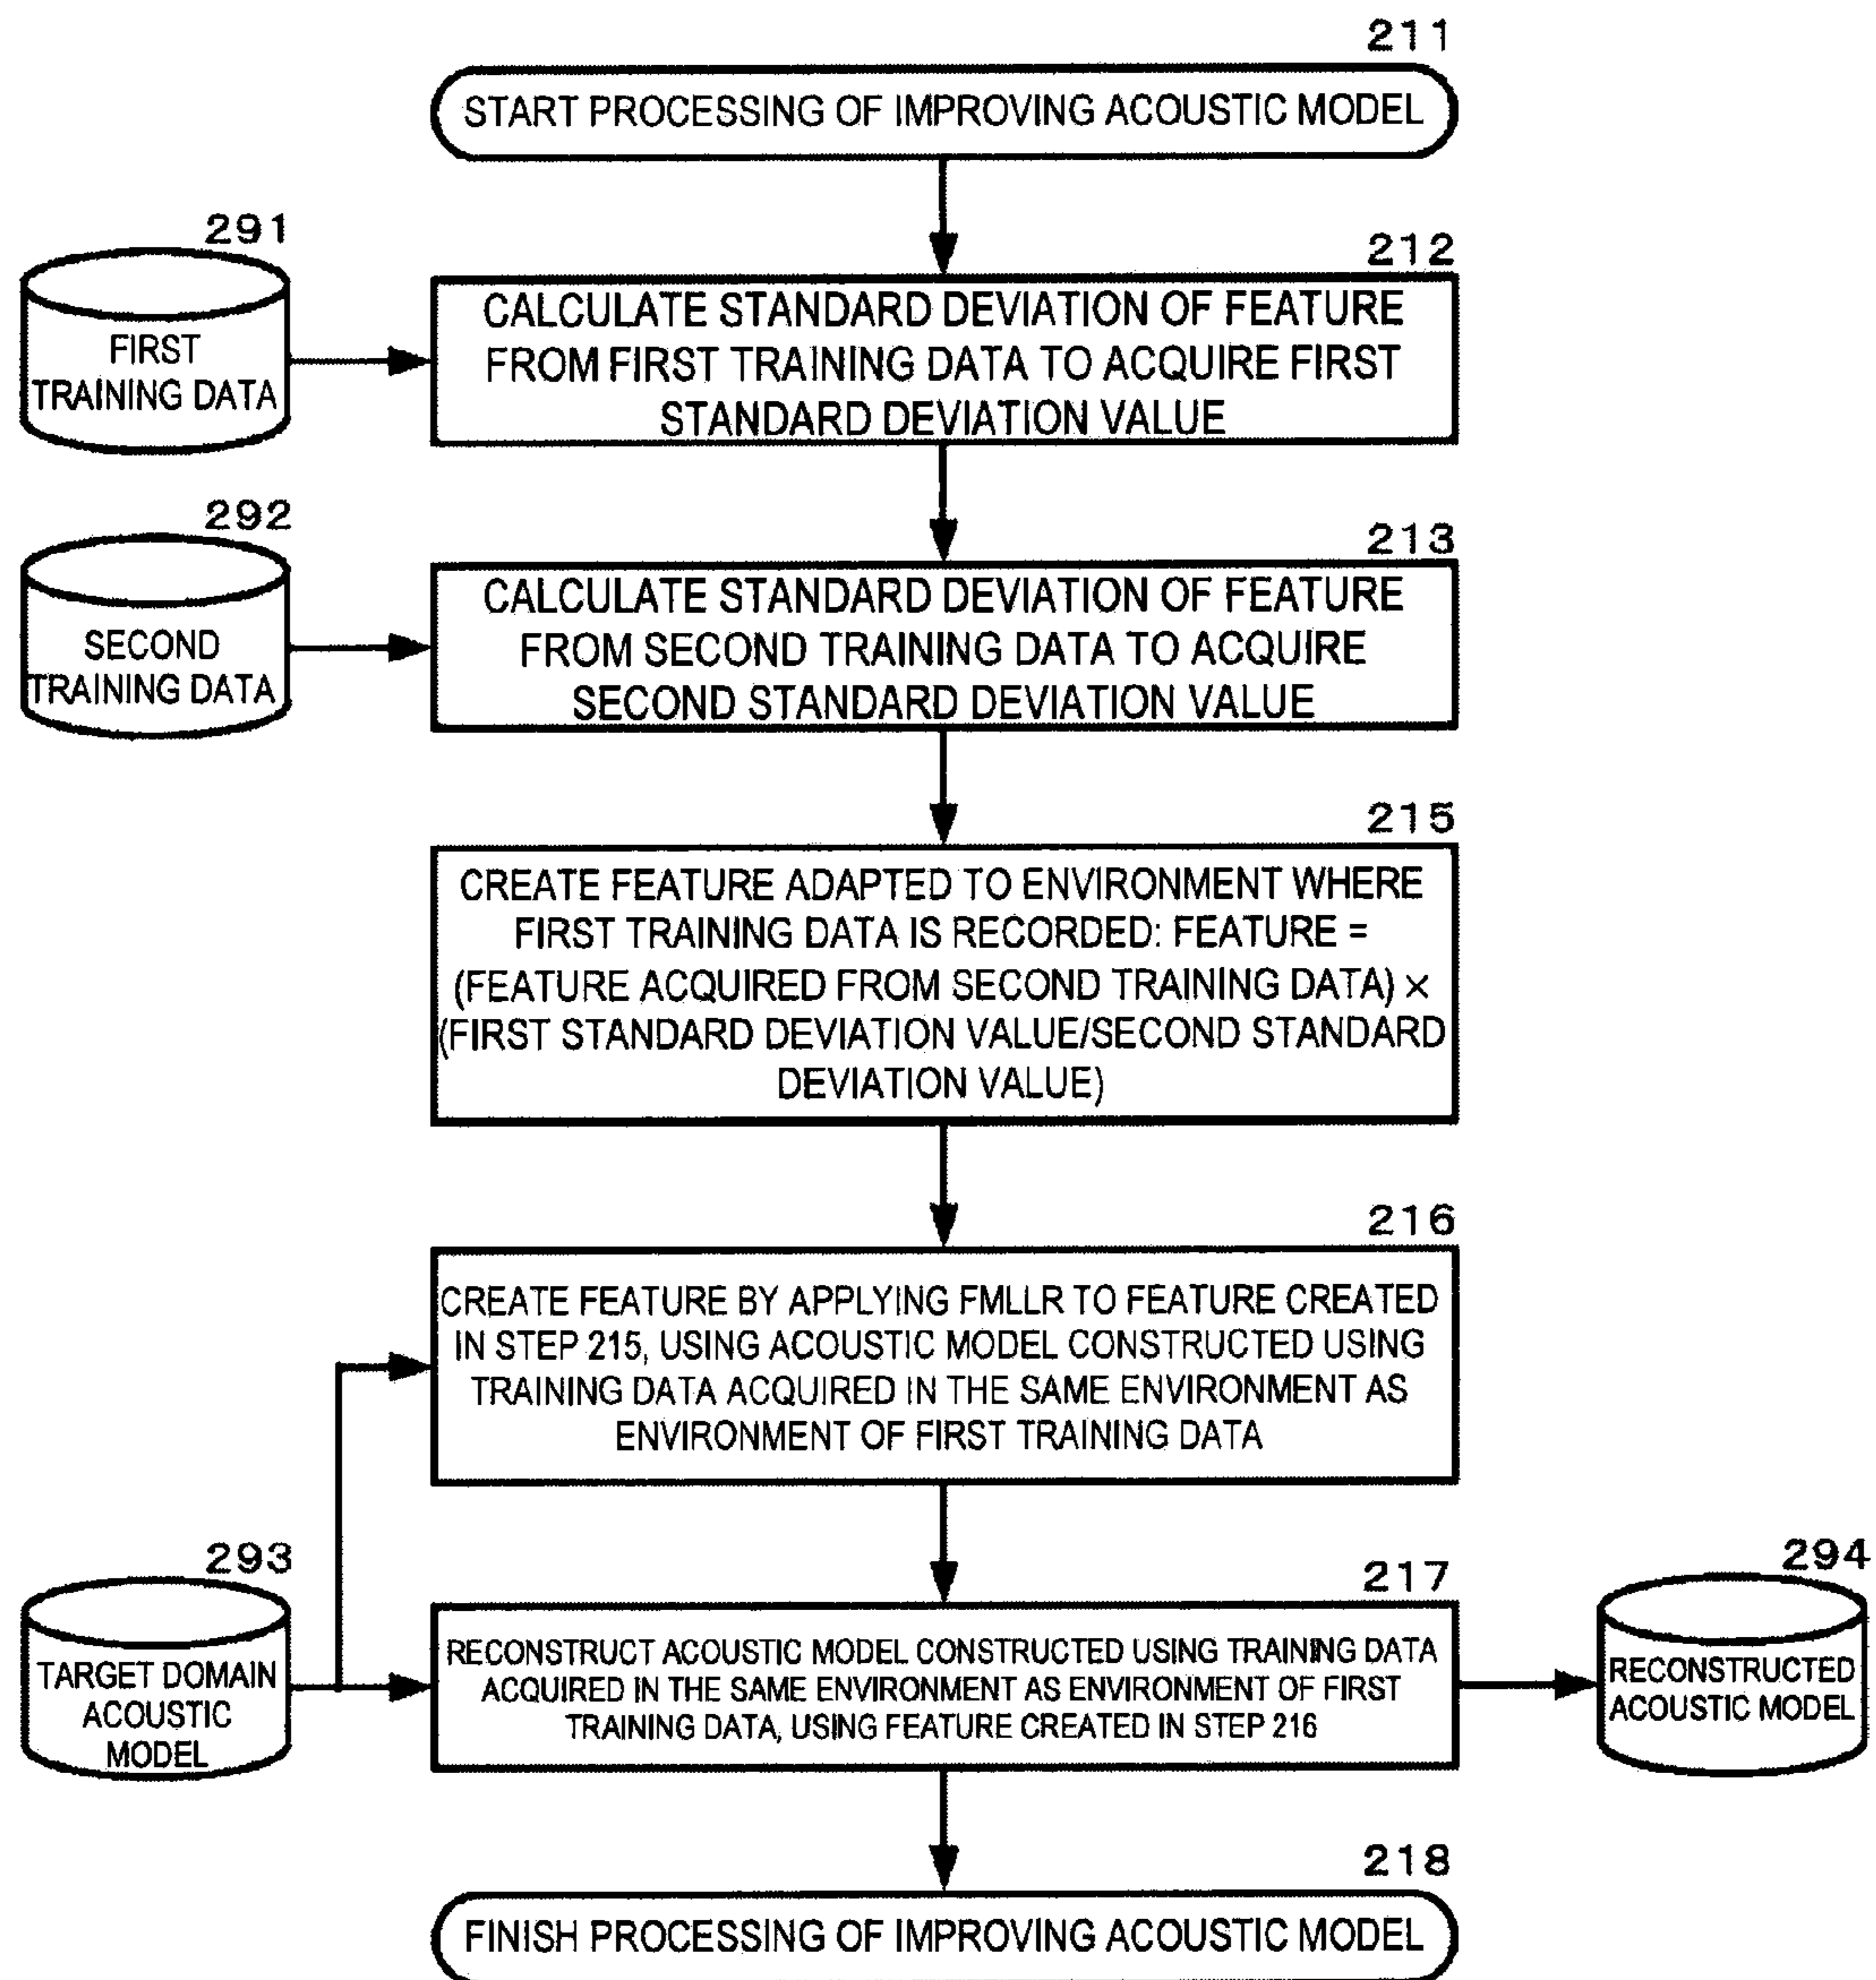 211
START PROCESSING OF IMPROVING ACOUSTIC MODEL
291
FIRST
TRAINING DATA
212
CALCULATE STANDARD DEVIATION OF FEATURE
FROM FIRST TRAINING DATA TO ACQUIRE FIRST
STANDARD DEVIATION VALUE
292
SECOND
TRAINING DATA
213
CALCULATE STANDARD DEVIATION OF FEATURE
FROM SECOND TRAINING DATA TO ACQUIRE
SECOND STANDARD DEVIATION VALUE
215
CREATE FEATURE ADAPTED TO ENVIRONMENT WHERE
FIRST TRAINING DATA IS RECORDED: FEATURE =
(FEATURE ACQUIRED FROM SECOND TRAINING DATA) ×
(FIRST STANDARD DEVIATION VALUE/SECOND STANDARD
DEVIATION VALUE)
216
CREATE FEATURE BY APPLYING FMLLR TO FEATURE CREATED
IN STEP 215, USING ACOUSTIC MODEL CONSTRUCTED USING
TRAINING DATA ACQUIRED IN THE SAME ENVIRONMENT AS
ENVIRONMENT OF FIRST TRAINING DATA
293
TARGET DOMAIN
ACOUSTIC
MODEL
217
RECONSTRUCT ACOUSTIC MODEL CONSTRUCTED USING TRAINING DATA
ACQUIRED IN THE SAME ENVIRONMENT AS ENVIRONMENT OF FIRST
TRAINING DATA, USING FEATURE CREATED IN STEP 216
294
RECONSTRUCTED
ACOUSTIC MODEL
218
FINISH PROCESSING OF IMPROVING ACOUSTIC MODEL